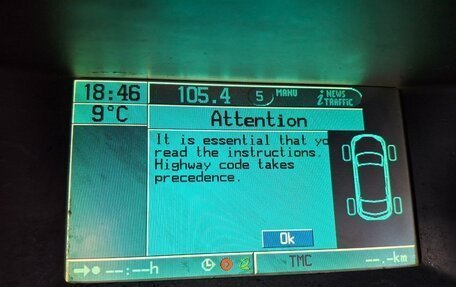 18:46 105.4 5 MANU i NEWS
TRAFFIC
9°C
Attention
It is essential that yo
read the instructions.
Highway code takes
precedence.
Ok
--:--h TMC --.-km